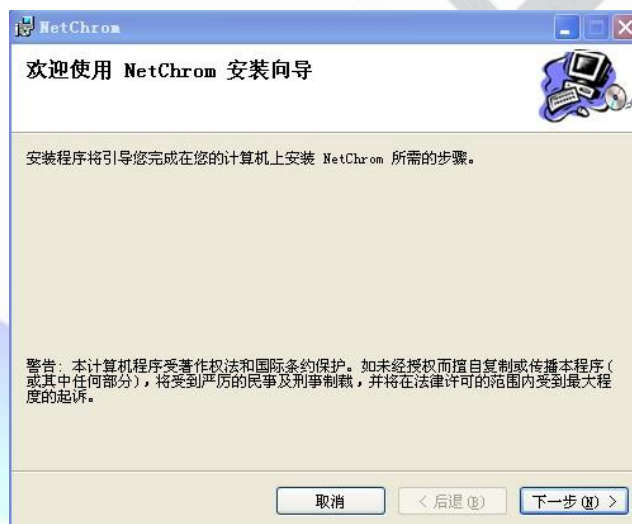 NetChrom
欢迎使用 NetChrom 安装向导
安装程序将引导您完成在您的计算机上安装 NetChrom 所需的步骤。
警告: 本计算机程序受著作权法和国际条约保护。如未经授权而擅自复制或传播本程序(
或其中任何部分),将受到严厉的民事及刑事制裁,并将在法律许可的范围内受到最大程
度的起诉。
取消 < 后退(B) 下一步(N) >